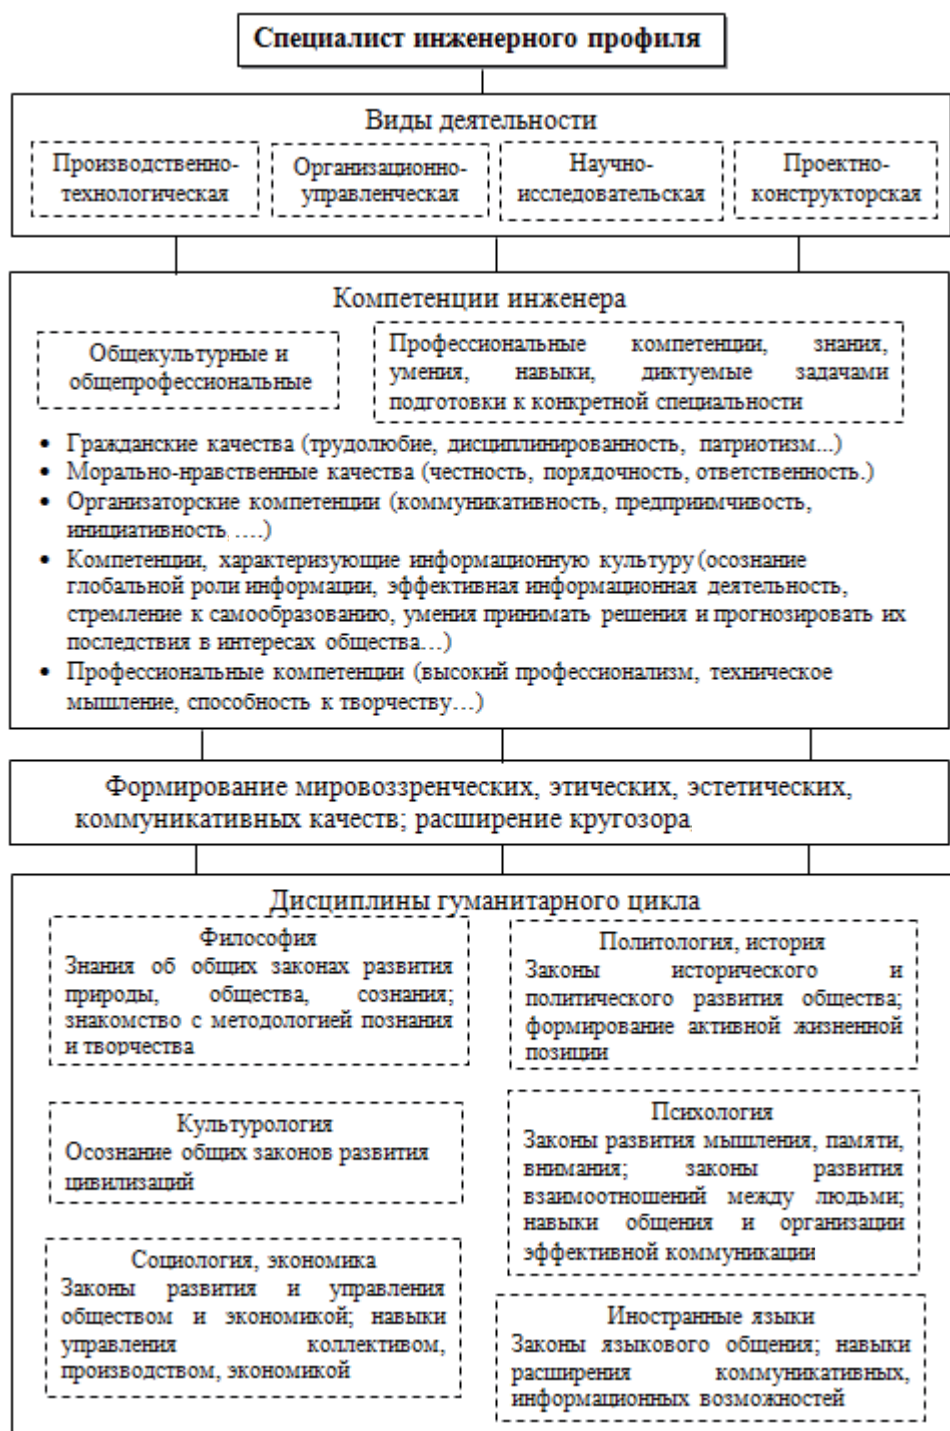 Специалист инженерного профиля
Виды деятельности
Производственно-
технологическая
Организационно-
управленческая
Научно-
исследовательская
Проектно-
конструкторская
Компетенции инженера
Общекультурные и
общепрофессиональные
Профессиональные компетенции, знания,
умения, навыки, диктуемые задачами
подготовки к конкретной специальности
• Гражданские качества (трудолюбие, дисциплинированность, патриотизм...)
• Морально-нравственные качества (честность, порядочность, ответственность.)
• Организаторские компетенции (коммуникативность, предприимчивость,
инициативность, ….)
• Компетенции, характеризующие информационную культуру (осознание
глобальной роли информации, эффективная информационная деятельность,
стремление к самообразованию, умения принимать решения и прогнозировать их
последствия в интересах общества…)
• Профессиональные компетенции (высокий профессионализм, техническое
мышление, способность к творчеству…)
Формирование мировоззренческих, этических, эстетических,
коммуникативных качеств; расширение кругозора,
Дисциплины гуманитарного цикла
Философия
Знания об общих законах развития
природы, общества, сознания;
знакомство с методологией познания
и творчества
Политология, история
Законы исторического и
политического развития общества;
формирование активной жизненной
позиции
Культурология
Осознание общих законов развития
цивилизаций
Психология
Законы развития мышления, памяти,
внимания; законы развития
взаимоотношений между людьми;
навыки общения и организации
эффективной коммуникации
Социология, экономика
Законы развития и управления
обществом и экономикой; навыки
управления коллективом,
производством, экономикой
Иностранные языки
Законы языкового общения; навыки
расширения коммуникативных,
информационных возможностей